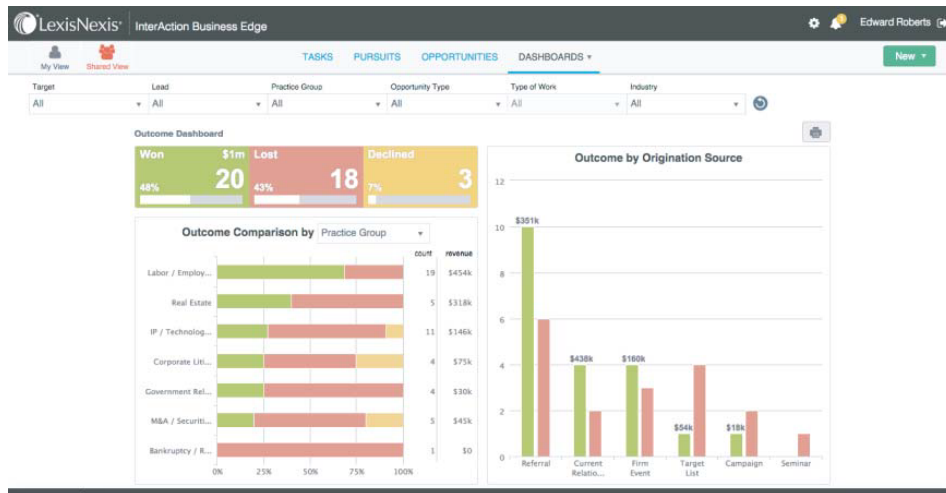 LexisNexis® InterAction Business Edge
Edward Roberts
My View Shared View
TASKS PURSUITS OPPORTUNITIES DASHBOARDS
New
Target Lead Practice Group Opportunity Type Type of Work Industry
All All All All All All
Outcome Dashboard
Won $1m Lost Declined
20 18 3
48% 43% 7%
Outcome Comparison by Practice Group
count revenue
Labor / Employ... 19 $454k
Real Estate 5 $318k
IP / Technolog... 11 $146k
Corporate Liti... 4 $75k
Government Rel... 4 $30k
M&A / Securiti... 5 $45k
Bankruptcy / R... 1 $0
0% 25% 50% 75% 100%
Outcome by Origination Source
12
10
8
6
4
2
0
$351k
$438k $160k
$54k $18k
Referral Current Relatio... Firm Event Target List Campaign Seminar